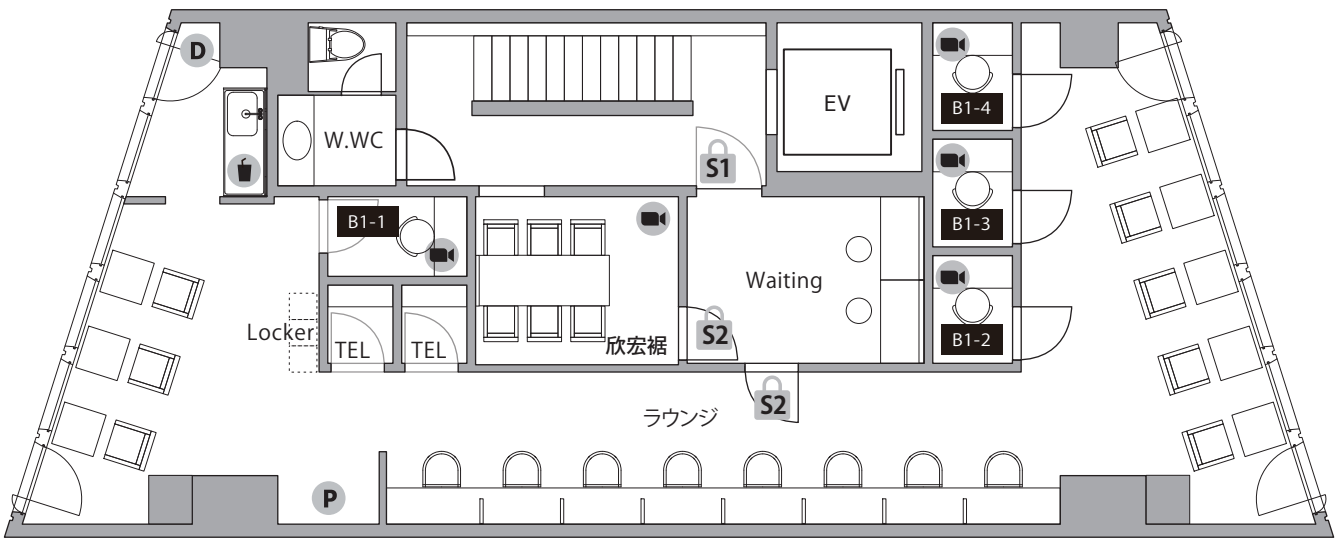 D
W.WC
EV
B1-4
S1
B1-3
B1-1
Waiting
Locker
TEL
TEL
欣宏裾
S2
B1-2
S2
ラウンジ
P